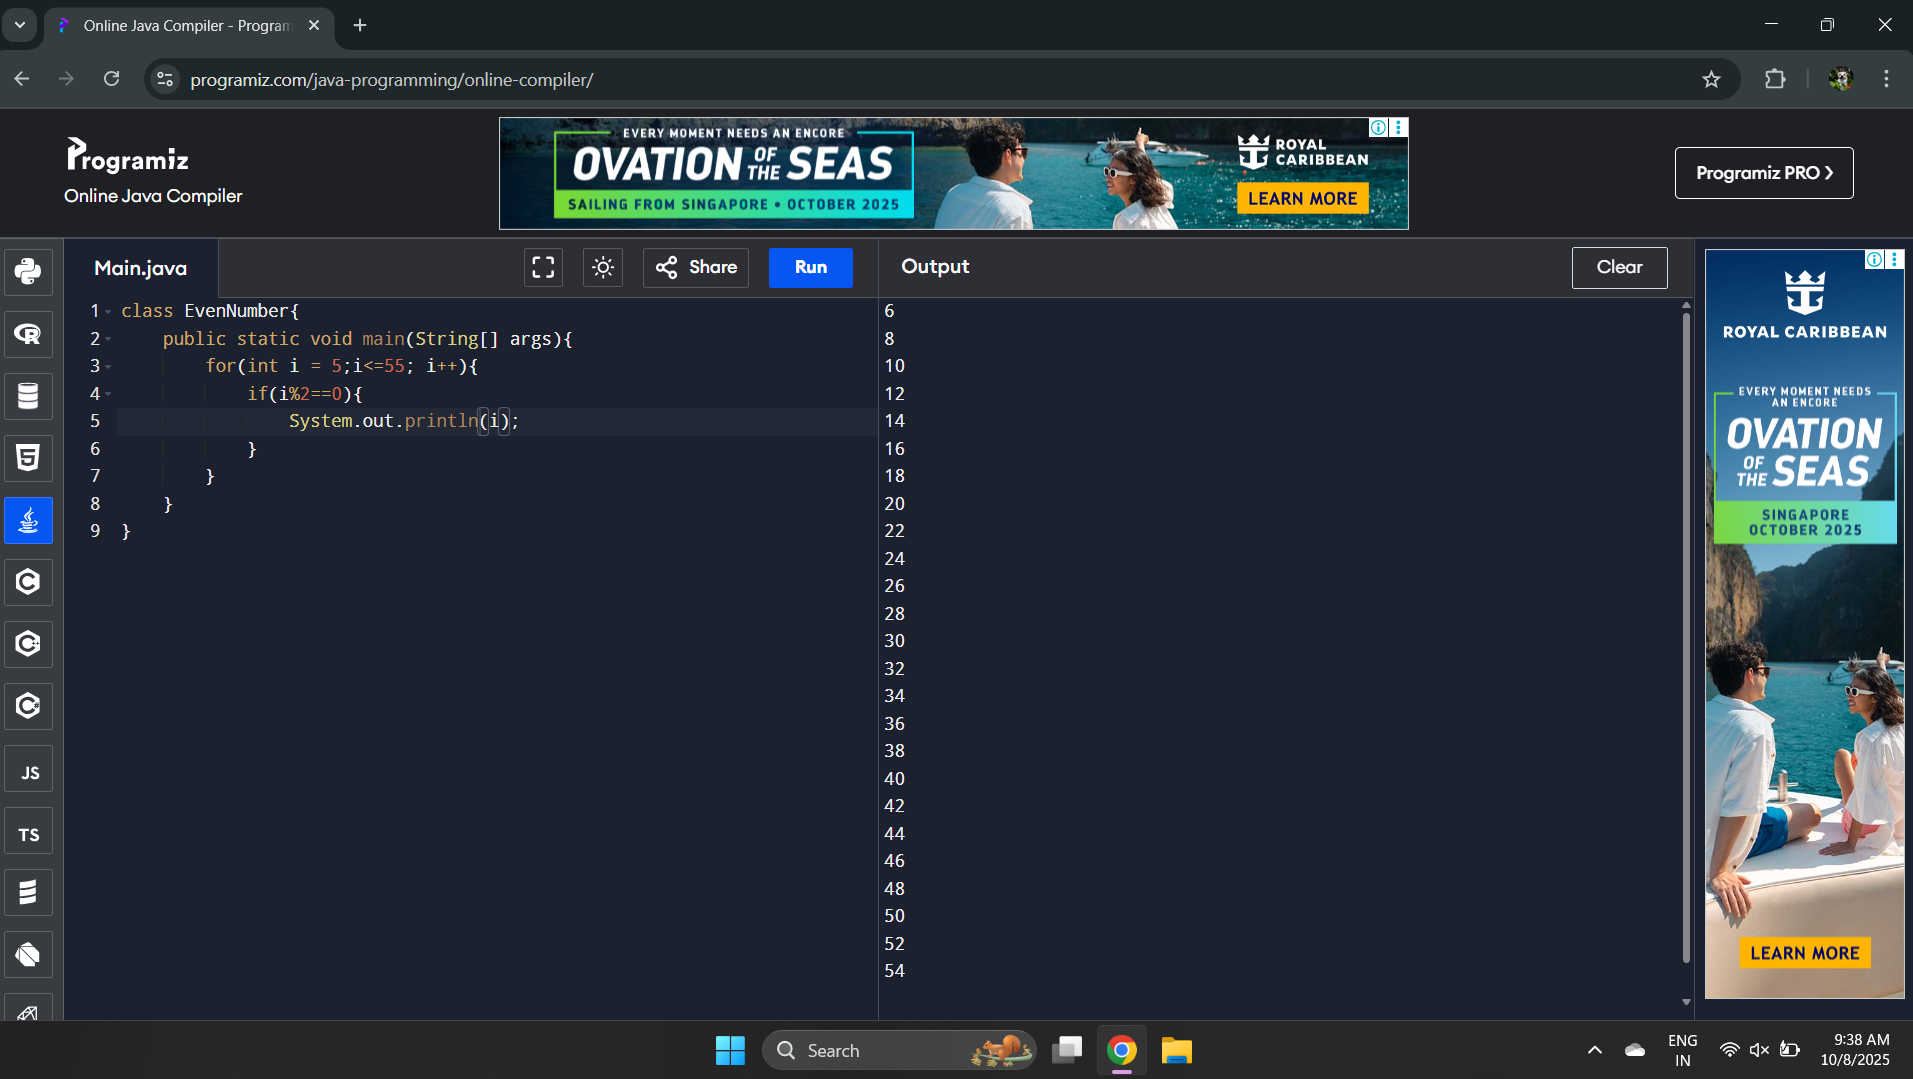 Online Java Compiler - Program
programiz.com/java-programming/online-compiler/
Programiz
Online Java Compiler
EVERY MOMENT NEEDS AN ENCORE
OVATION OF THE SEAS
SAILING FROM SINGAPORE • OCTOBER 2025
ROYAL
CARIBBEAN
LEARN MORE
Programiz PRO ❯
Main.java
Share
Run
Output
Clear
1 class EvenNumber{
2     public static void main(String[] args){
3         for(int i = 5;i<=55; i++){
4             if(i%2==0){
5                 System.out.println(i);
6             }
7         }
8     }
9 }
6
8
10
12
14
16
18
20
22
24
26
28
30
32
34
36
38
40
42
44
46
48
50
52
54
ROYAL CARIBBEAN
EVERY MOMENT NEEDS
AN ENCORE
OVATION
OF THE SEAS
SINGAPORE
OCTOBER 2025
LEARN MORE
R
5
C
C++
C#
JS
TS
Search
ENG
IN
9:38 AM
10/8/2025